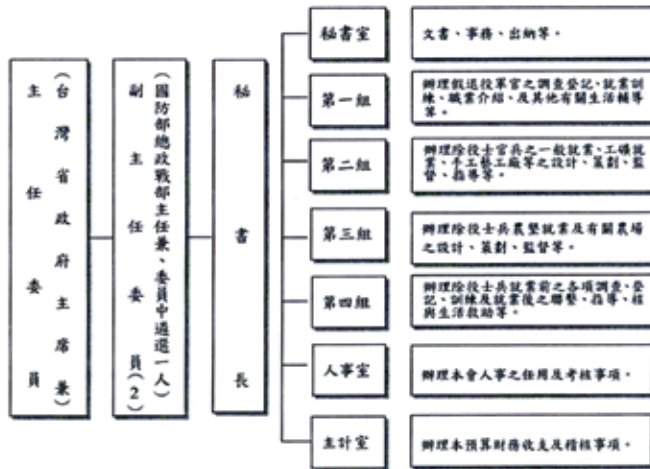 主任委員
(台灣省政府主席兼)
副主任委員(2)
(國防部總政戰部主任兼、委員中遴選一人)
秘書長
秘書室
文書、事務、出納等。
第一組
辦理假退役軍官之調查登記、就業訓
練、職業介紹、及其他有關生活輔導
等。
第二組
辦理除役士官兵之一般就業、工礦就
業、手工藝工廠等之設計、策劃、監
督、指導等。
第三組
辦理除役士兵農墾就業及有關農場
之設計、策劃、監督等。
第四組
辦理除役士兵就業前之各項調查、登
記、訓練及就業後之聯繫、指導、核
與生活救助等。
人事室
辦理本會人事之任用及考核事項。
主計室
辦理本預算財務收支及稽核事項。